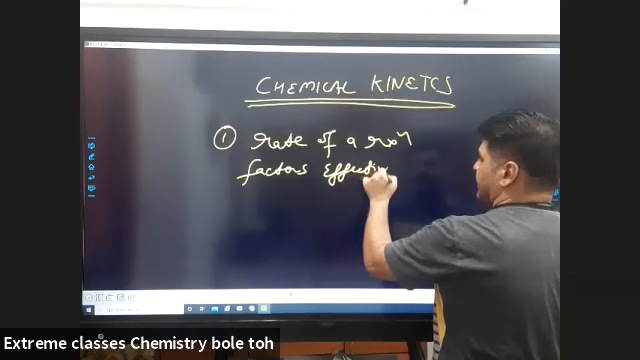 CHEMICAL KINETCS
① rate of a rxn
factors effectin
Extreme classes Chemistry bole toh